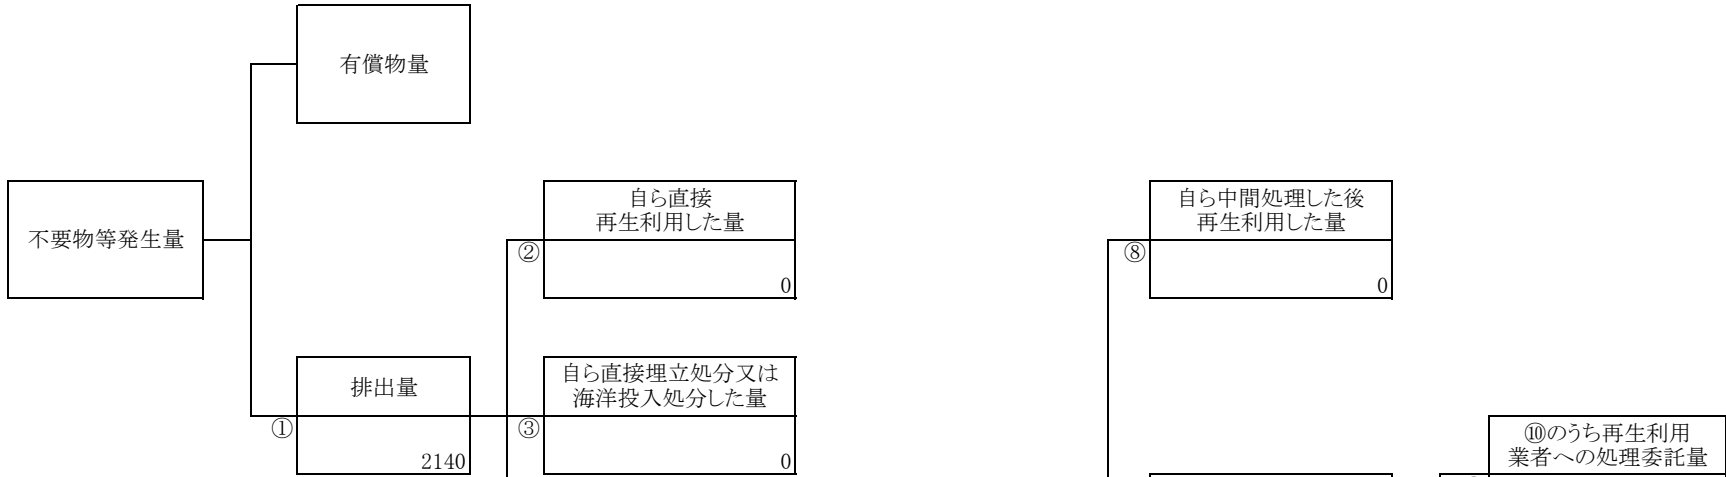 有償物量
不要物等発生量
自ら直接
再生利用した量
②
0
自ら中間処理した後
再生利用した量
⑧
0
排出量
①
2140
自ら直接埋立処分又は
海洋投入処分した量
③
0
⑩のうち再生利用
業者への処理委託量